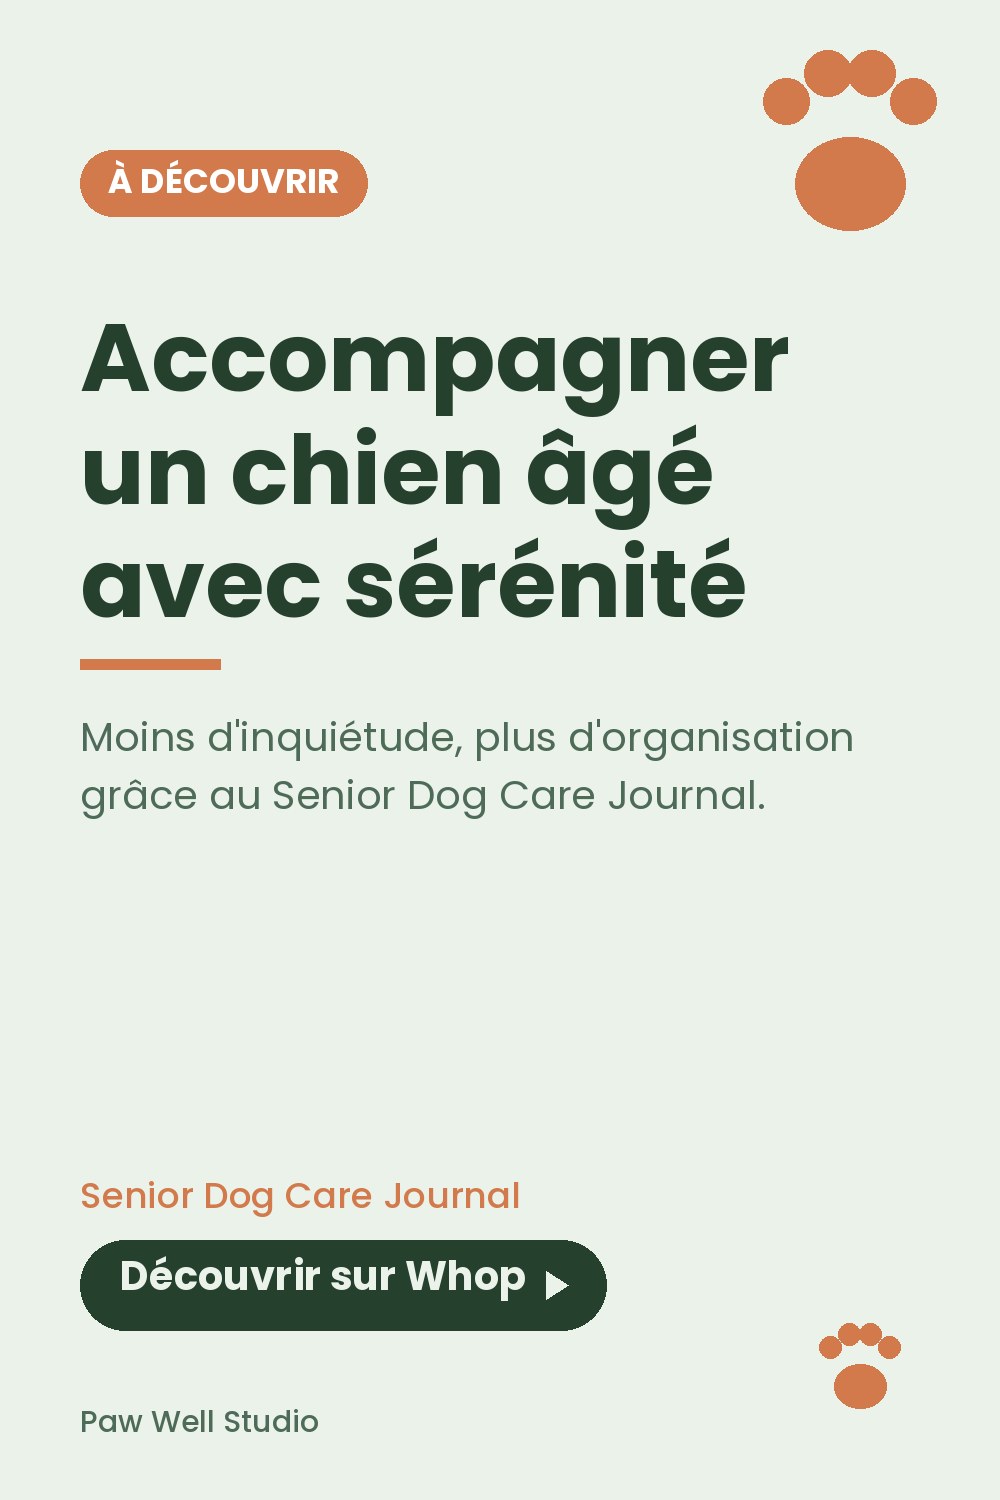 À DÉCOUVRIR
Accompagner
un chien âgé
avec sérénité
Moins d'inquiétude, plus d'organisation
grâce au Senior Dog Care Journal.
Senior Dog Care Journal
Découvrir sur Whop
Paw Well Studio